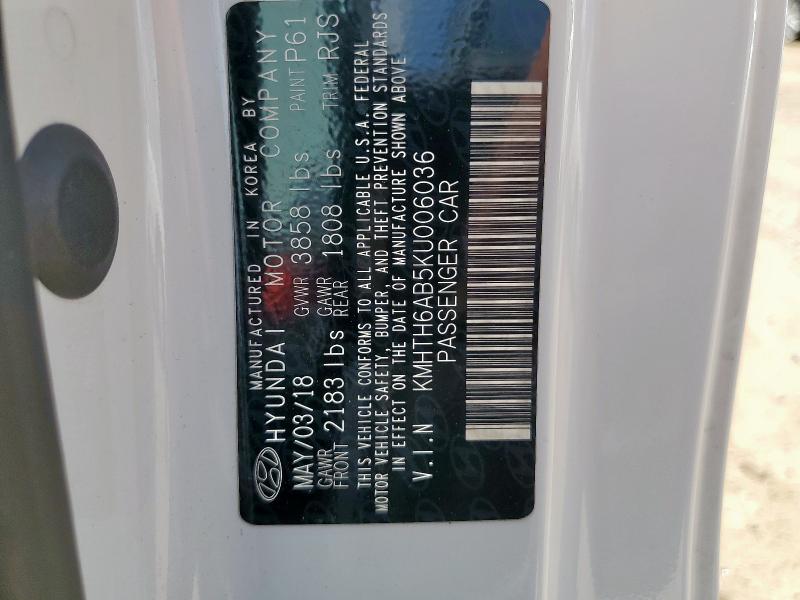 MANUFACTURED IN KOREA BY
HYUNDAI MOTOR COMPANY
MAY/03/18 GVWR 3858 lbs PAINT P61
GAWR FRONT 2183 lbs GAWR REAR 1808 lbs TRIM RJS
THIS VEHICLE CONFORMS TO ALL APPLICABLE U.S.A. FEDERAL
MOTOR VEHICLE SAFETY, BUMPER, AND THEFT PREVENTION STANDARDS
IN EFFECT ON THE DATE OF MANUFACTURE SHOWN ABOVE
V.I.N KMHTH6AB5KU006036
PASSENGER CAR